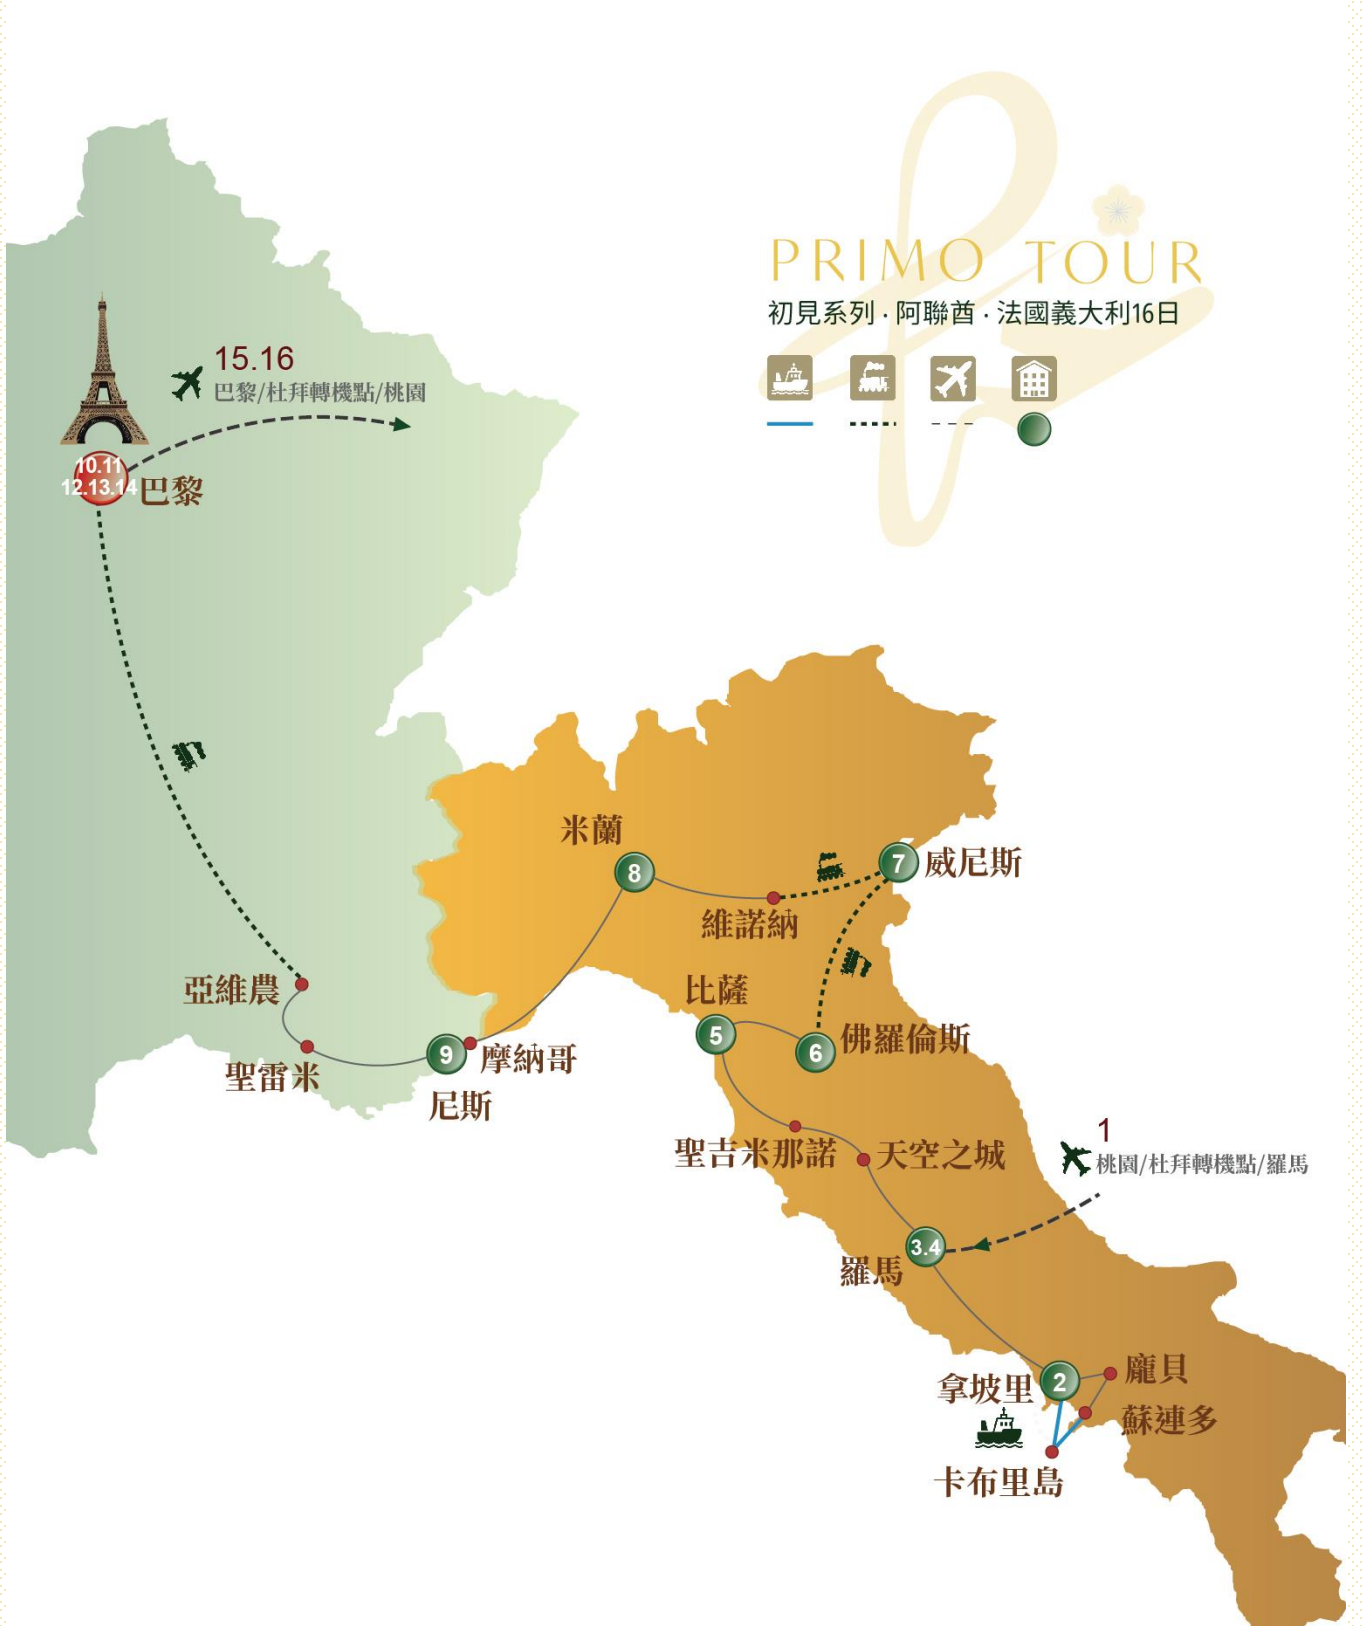 PRIMO TOUR
初見系列·阿聯酋·法國義大利16日
15.16
巴黎/杜拜轉機點/桃園
10.11
12.13.14
巴黎
米蘭
8
7
威尼斯
維諾納
亞維農
比薩
5
6
佛羅倫斯
聖雷米
9
摩納哥
尼斯
聖吉米那諾
天空之城
1
桃園/杜拜轉機點/羅馬
3.4
羅馬
拿坡里
2
龐貝
蘇連多
卡布里島